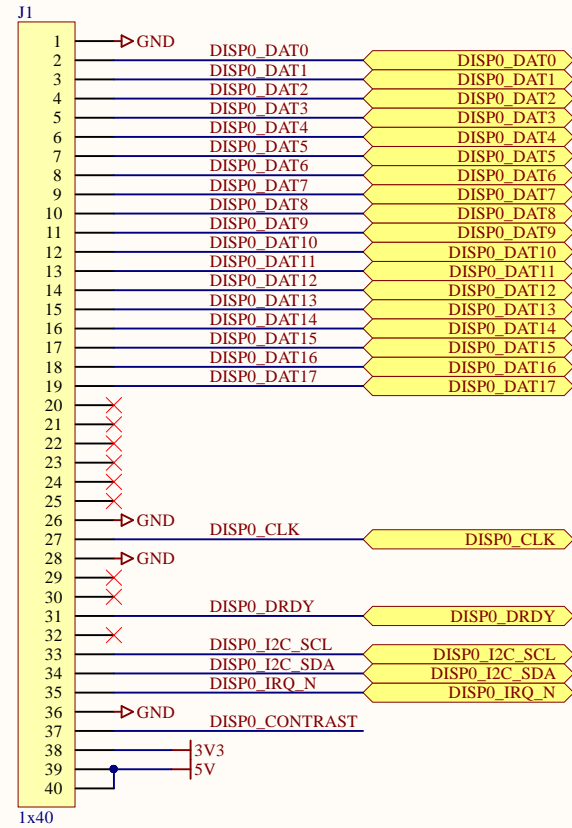 J1
1 GND
2 DISP0_DAT0 DISP0_DAT0
3 DISP0_DAT1 DISP0_DAT1
4 DISP0_DAT2 DISP0_DAT2
5 DISP0_DAT3 DISP0_DAT3
6 DISP0_DAT4 DISP0_DAT4
7 DISP0_DAT5 DISP0_DAT5
8 DISP0_DAT6 DISP0_DAT6
9 DISP0_DAT7 DISP0_DAT7
10 DISP0_DAT8 DISP0_DAT8
11 DISP0_DAT9 DISP0_DAT9
12 DISP0_DAT10 DISP0_DAT10
13 DISP0_DAT11 DISP0_DAT11
14 DISP0_DAT12 DISP0_DAT12
15 DISP0_DAT13 DISP0_DAT13
16 DISP0_DAT14 DISP0_DAT14
17 DISP0_DAT15 DISP0_DAT15
18 DISP0_DAT16 DISP0_DAT16
19 DISP0_DAT17 DISP0_DAT17
20
21
22
23
24
25
26 GND
27 DISP0_CLK DISP0_CLK
28 GND
29
30
31 DISP0_DRDY DISP0_DRDY
32
33 DISP0_I2C_SCL DISP0_I2C_SCL
34 DISP0_I2C_SDA DISP0_I2C_SDA
35 DISP0_IRQ_N DISP0_IRQ_N
36 GND
37 DISP0_CONTRAST
38 3V3
39 5V
40
1x40